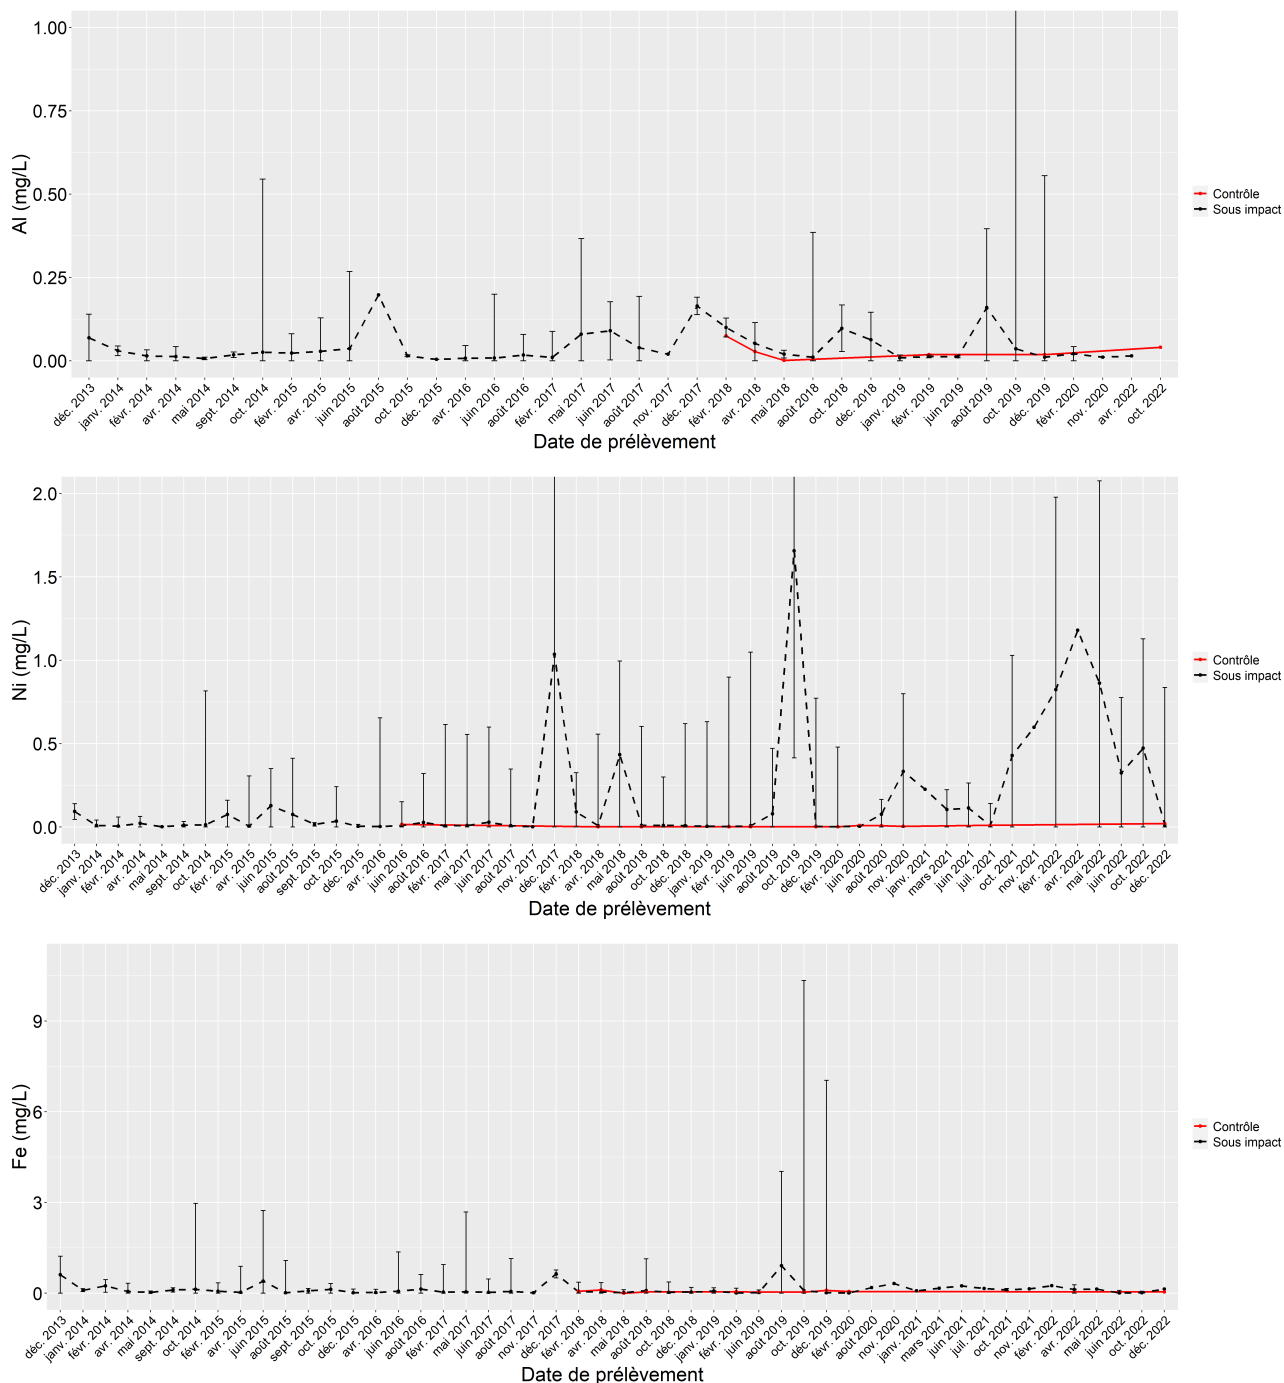 1.00
0.75
0.50
0.25
0.00
Al (mg/L)
déc. 2013
janv. 2014
févr. 2014
avr. 2014
mai 2014
sept. 2014
oct. 2014
févr. 2015
avr. 2015
juin 2015
août 2015
oct. 2015
déc. 2015
avr. 2016
juin 2016
août 2016
févr. 2017
mai 2017
juin 2017
août 2017
nov. 2017
déc. 2017
févr. 2018
avr. 2018
mai 2018
août 2018
oct. 2018
déc. 2018
janv. 2019
févr. 2019
juin 2019
août 2019
oct. 2019
déc. 2019
févr. 2020
nov. 2020
avr. 2022
oct. 2022
Date de prélèvement
Contrôle
Sous impact
2.0
1.5
1.0
0.5
0.0
Ni (mg/L)
déc. 2013
janv. 2014
févr. 2014
avr. 2014
mai 2014
sept. 2014
oct. 2014
févr. 2015
avr. 2015
juin 2015
août 2015
sept. 2015
oct. 2015
déc. 2015
avr. 2016
juin 2016
août 2016
févr. 2017
mai 2017
juin 2017
août 2017
nov. 2017
déc. 2017
févr. 2018
avr. 2018
mai 2018
août 2018
oct. 2018
déc. 2018
janv. 2019
févr. 2019
juin 2019
août 2019
oct. 2019
déc. 2019
févr. 2020
juin 2020
août 2020
nov. 2020
janv. 2021
mars 2021
juin 2021
juil. 2021
oct. 2021
nov. 2021
févr. 2022
avr. 2022
mai 2022
juin 2022
oct. 2022
déc. 2022
Date de prélèvement
Contrôle
Sous impact
9
6
3
0
Fe (mg/L)
déc. 2013
janv. 2014
févr. 2014
avr. 2014
mai 2014
sept. 2014
oct. 2014
févr. 2015
avr. 2015
juin 2015
août 2015
sept. 2015
oct. 2015
déc. 2015
avr. 2016
juin 2016
août 2016
févr. 2017
mai 2017
juin 2017
août 2017
nov. 2017
déc. 2017
févr. 2018
avr. 2018
mai 2018
août 2018
oct. 2018
déc. 2018
janv. 2019
févr. 2019
juin 2019
août 2019
oct. 2019
déc. 2019
févr. 2020
août 2020
nov. 2020
janv. 2021
mars 2021
juin 2021
juil. 2021
oct. 2021
nov. 2021
févr. 2022
avr. 2022
mai 2022
juin 2022
oct. 2022
déc. 2022
Date de prélèvement
Contrôle
Sous impact